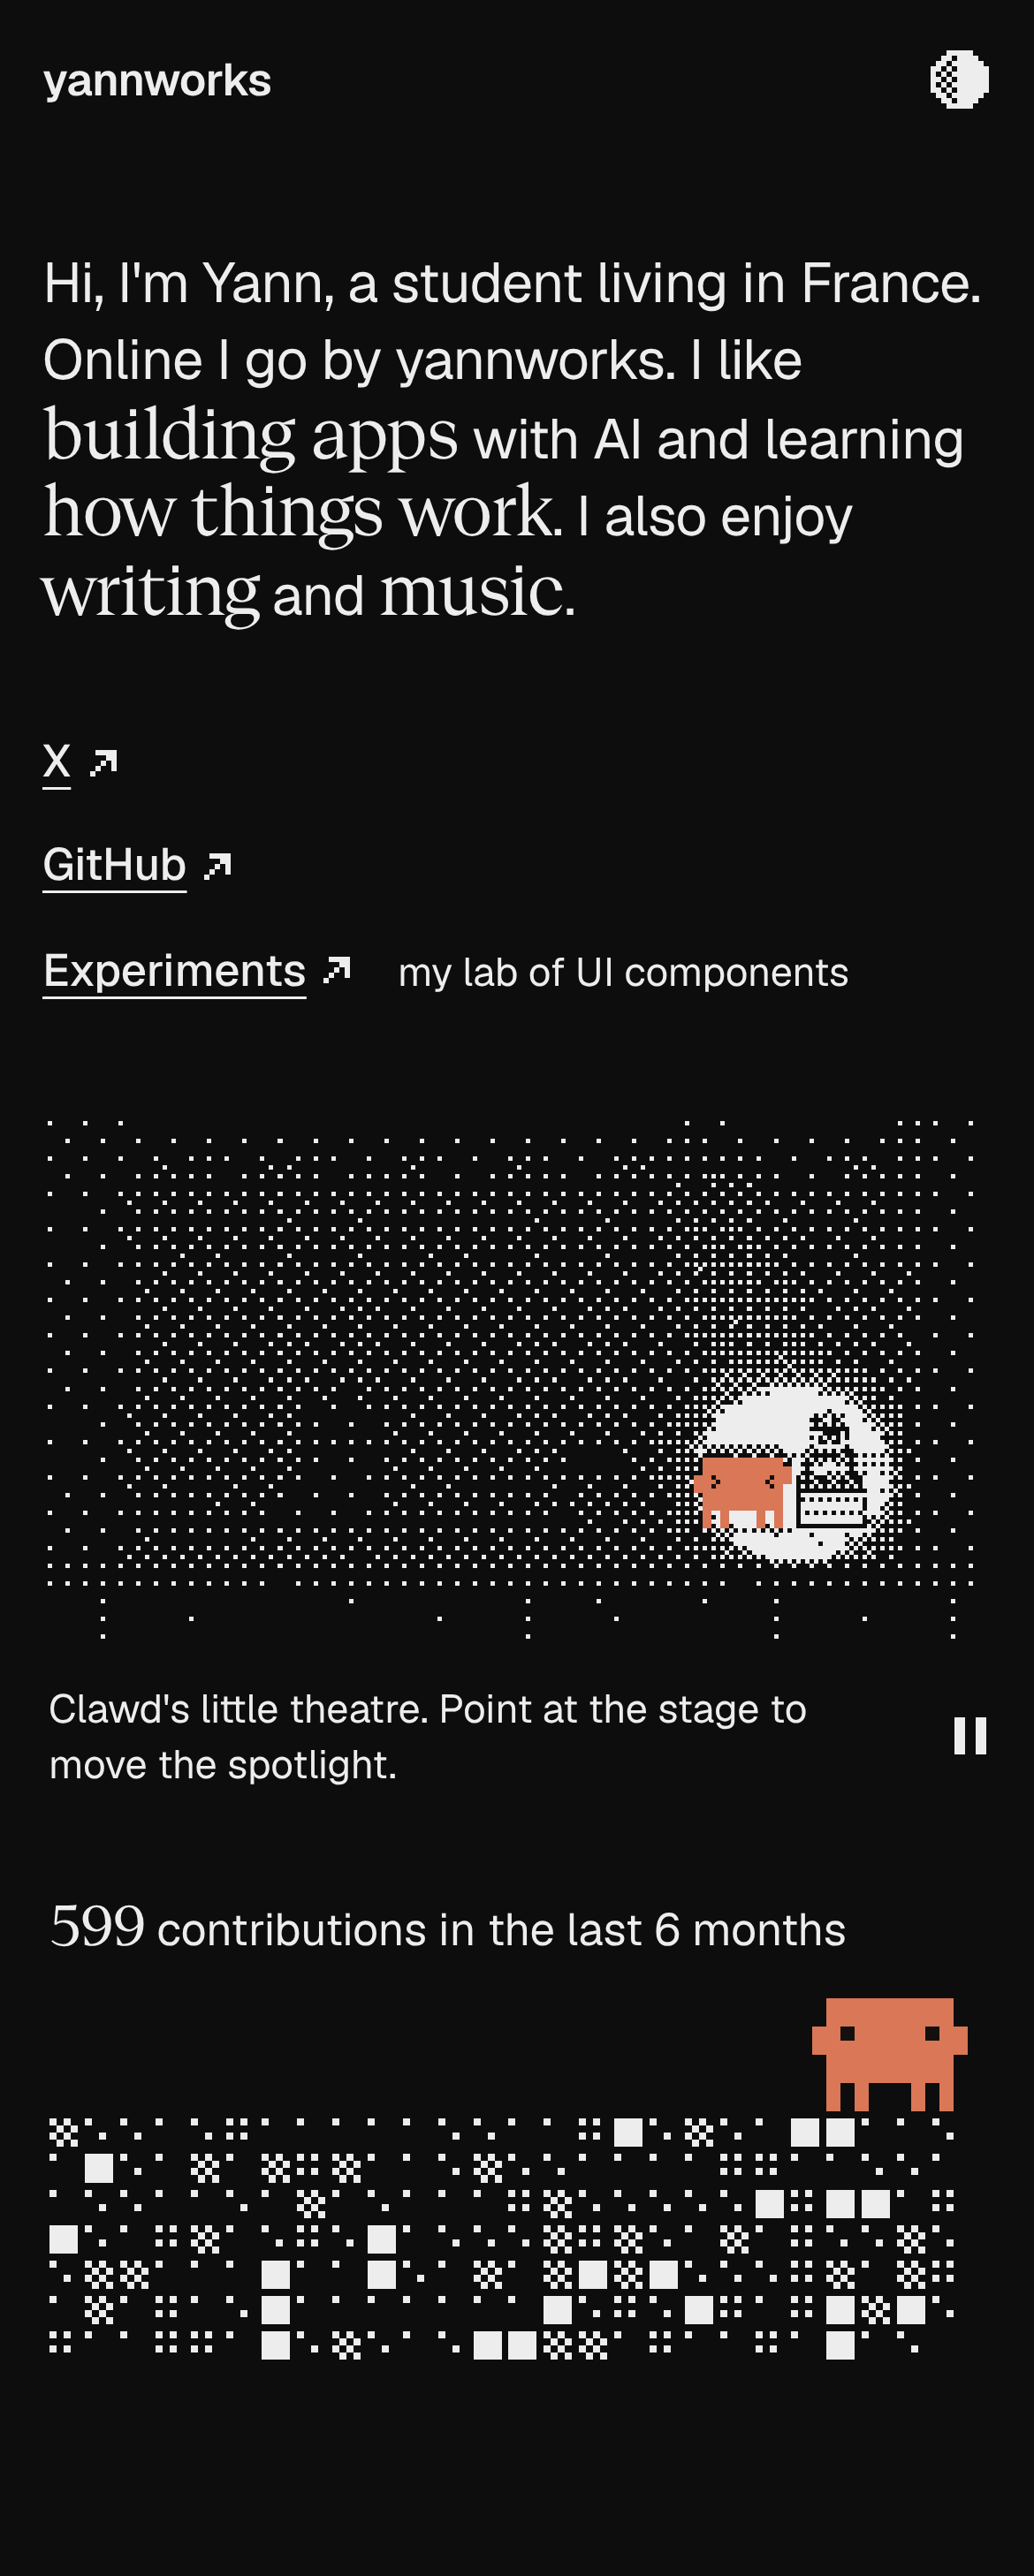 yannworks
Hi, I'm Yann, a student living in France.
Online I go by yannworks. I like
building apps with AI and learning
how things work. I also enjoy
writing and music.
X
GitHub
Experiments my lab of UI components
Clawd's little theatre. Point at the stage to
move the spotlight.
599 contributions in the last 6 months